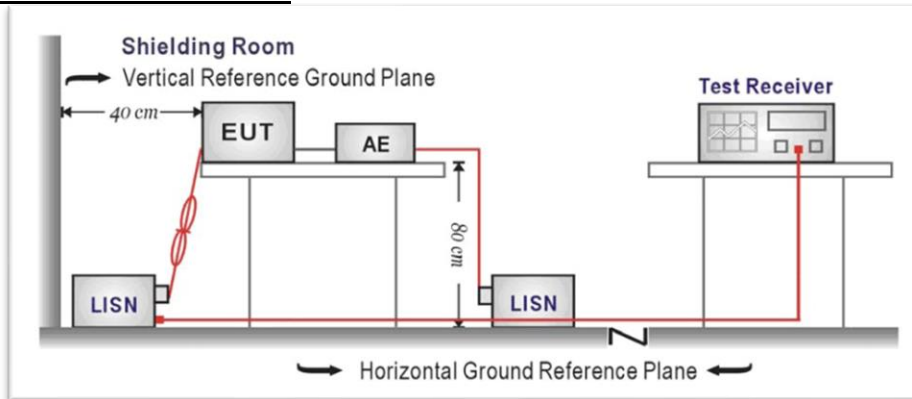 Shielding Room
Vertical Reference Ground Plane
40 cm
EUT
AE
Test Receiver
80 cm
LISN
LISN
Horizontal Ground Reference Plane